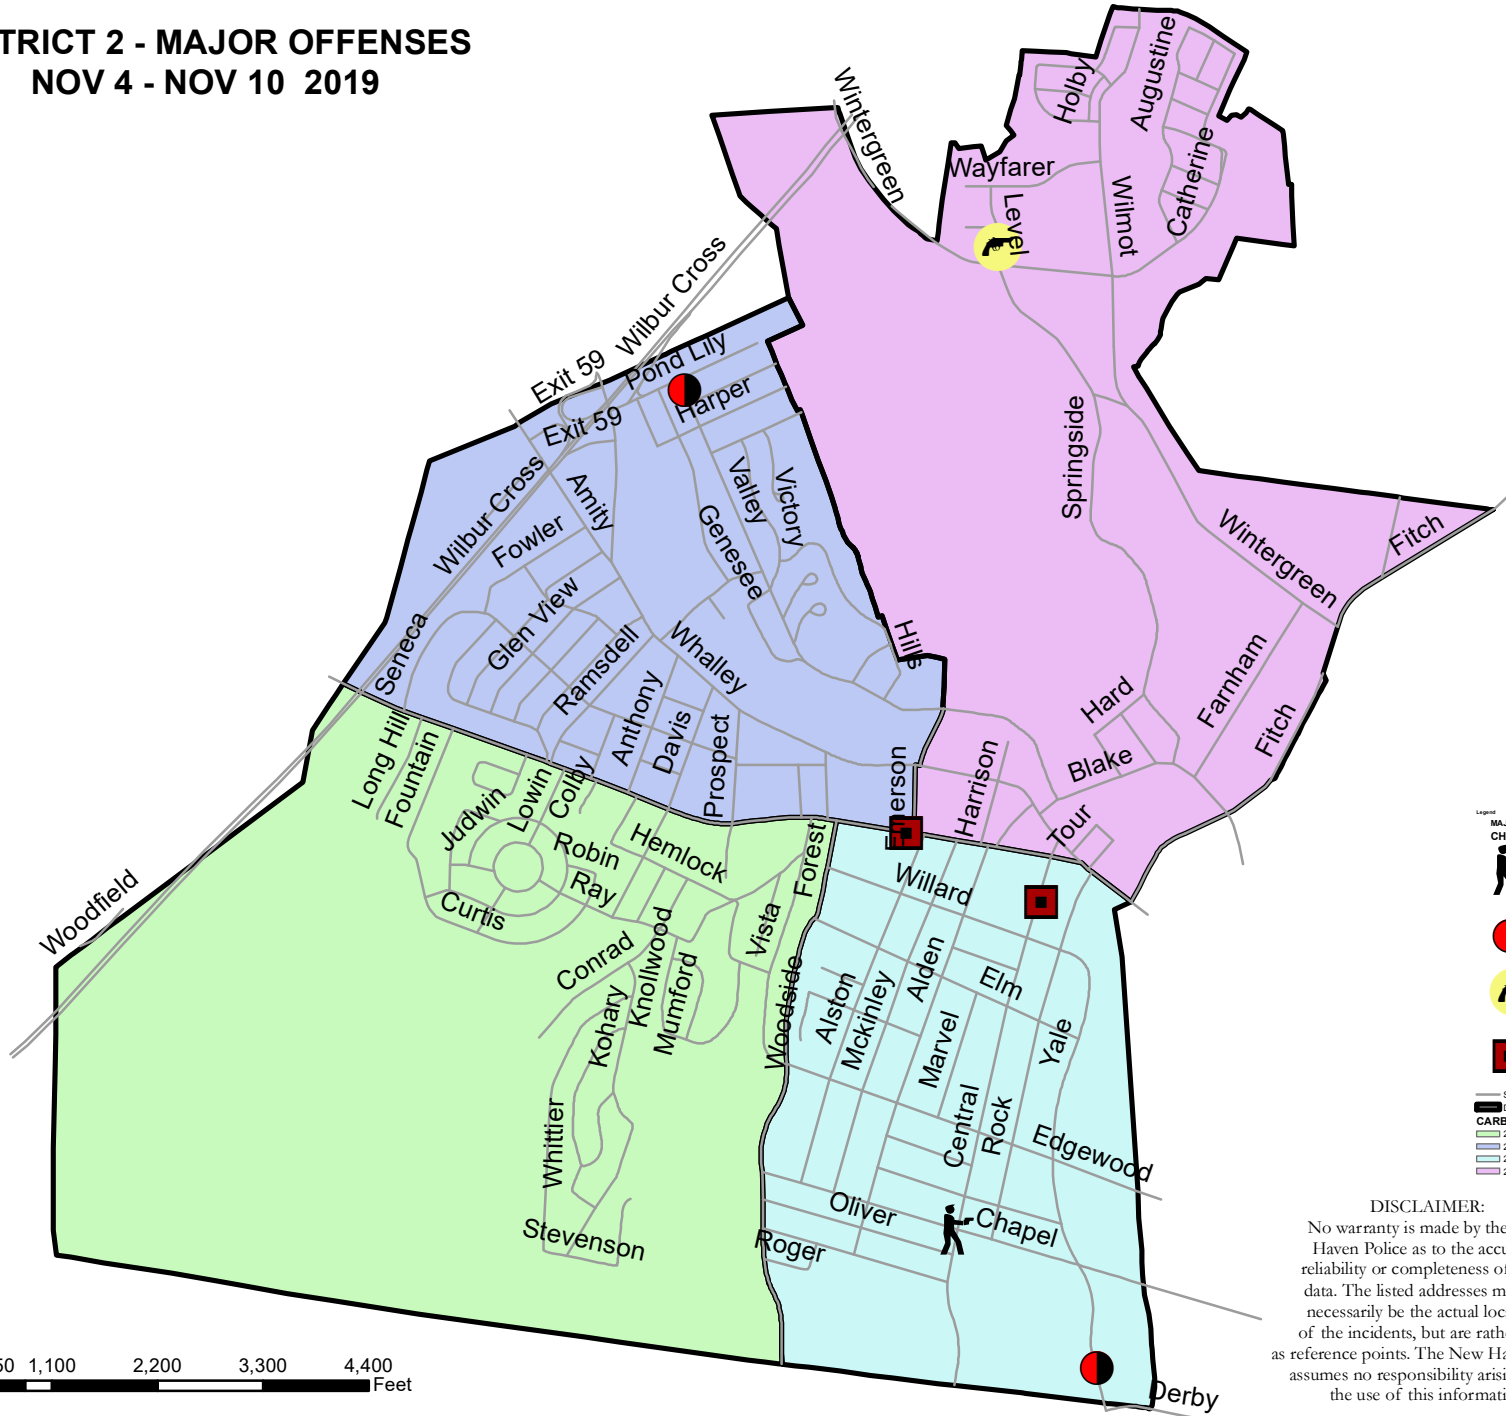 TRICT 2 - MAJOR OFFENSES
NOV 4 - NOV 10 2019
Wintergreen
Holby
Augustine
Wayfarer
Level
Wilmot
Catherine
Wilbur Cross
Exit 59
Pond Lily
Harper
Exit 59
Wilbur Cross
Amity
Fowler
Valley
Victory
Genesee
Springside
Wintergreen
Fitch
Glen View
Seneca
Ramsdell
Whalley
Hills
Anthony
Davis
Prospect
Hard
Farnham
Fitch
Blake
Harrison
Tour
Long Hill
Fountain
Judwin
Lowin
Colby
Robin
Ray
Hemlock
Forest
Curtis
Willard
Woodfield
Conrad
Knollwood
Kohary
Mumford
Vista
Woodside
Alston
Mckinley
Alden
Elm
Marvel
Yale
Central
Rock
Edgewood
Whittier
Stevenson
Oliver
Roger
Chapel
Derby
Legend
MAJ
CH
CARB
DISCLAIMER:
No warranty is made by the
Haven Police as to the accu
reliability or completeness of
data. The listed addresses m
necessarily be the actual loc
of the incidents, but are rath
as reference points. The New Ha
assumes no responsibility arisi
the use of this informati
50 1,100 2,200 3,300 4,400
Feet